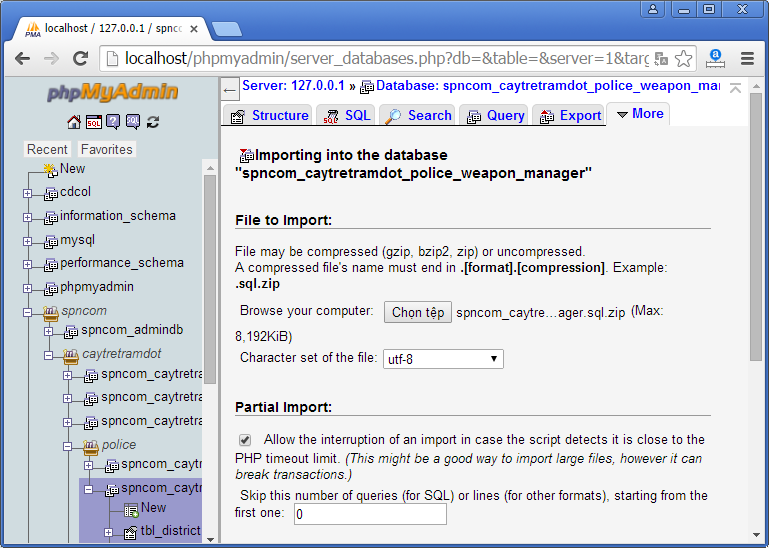 localhost / 127.0.0.1 / spnc
PMA
localhost/phpmyadmin/server_databases.php?db=&table=&server=1&targ
a
phpMyAdmin
SQL
Recent
Favorites
New
cdcol
information_schema
mysql
performance_schema
phpmyadmin
spncom
spncom_admindb
caytretramdot
spncom_caytretra
spncom_caytretra
spncom_caytretra
police
spncom_caytr
spncom_caytr
New
tbl_district
Server: 127.0.0.1 » Database: spncom_caytretramdot_police_weapon_mar
Structure
SQL
Search
Query
Export
More
Importing into the database
"spncom_caytretramdot_police_weapon_manager"
File to Import:
File may be compressed (gzip, bzip2, zip) or uncompressed.
A compressed file's name must end in .[format].[compression]. Example:
.sql.zip
Browse your computer: Chọn tệp spncom_caytre...ager.sql.zip (Max:
8,192KiB)
Character set of the file: utf-8
Partial Import:
Allow the interruption of an import in case the script detects it is close to the
PHP timeout limit. (This might be a good way to import large files, however it can
break transactions.)
Skip this number of queries (for SQL) or lines (for other formats), starting from the
first one: 0